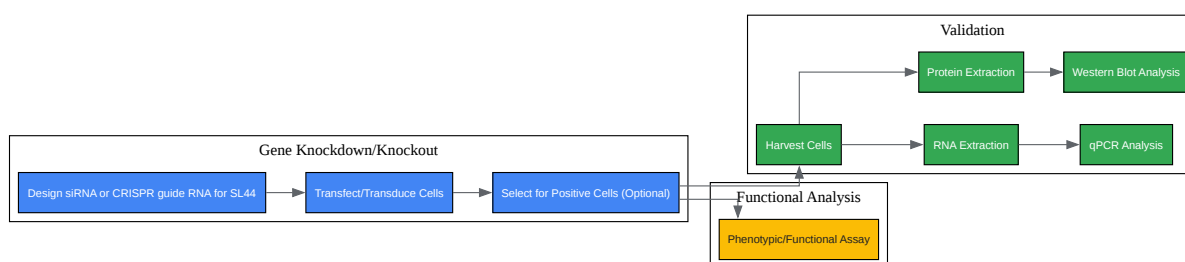 Gene Knockdown/Knockout
Design siRNA or CRISPR guide RNA for SL44
Transfect/Transduce Cells
Select for Positive Cells (Optional)
Validation
Protein Extraction
Western Blot Analysis
Harvest Cells
RNA Extraction
qPCR Analysis
Functional Analysis
Phenotypic/Functional Assay